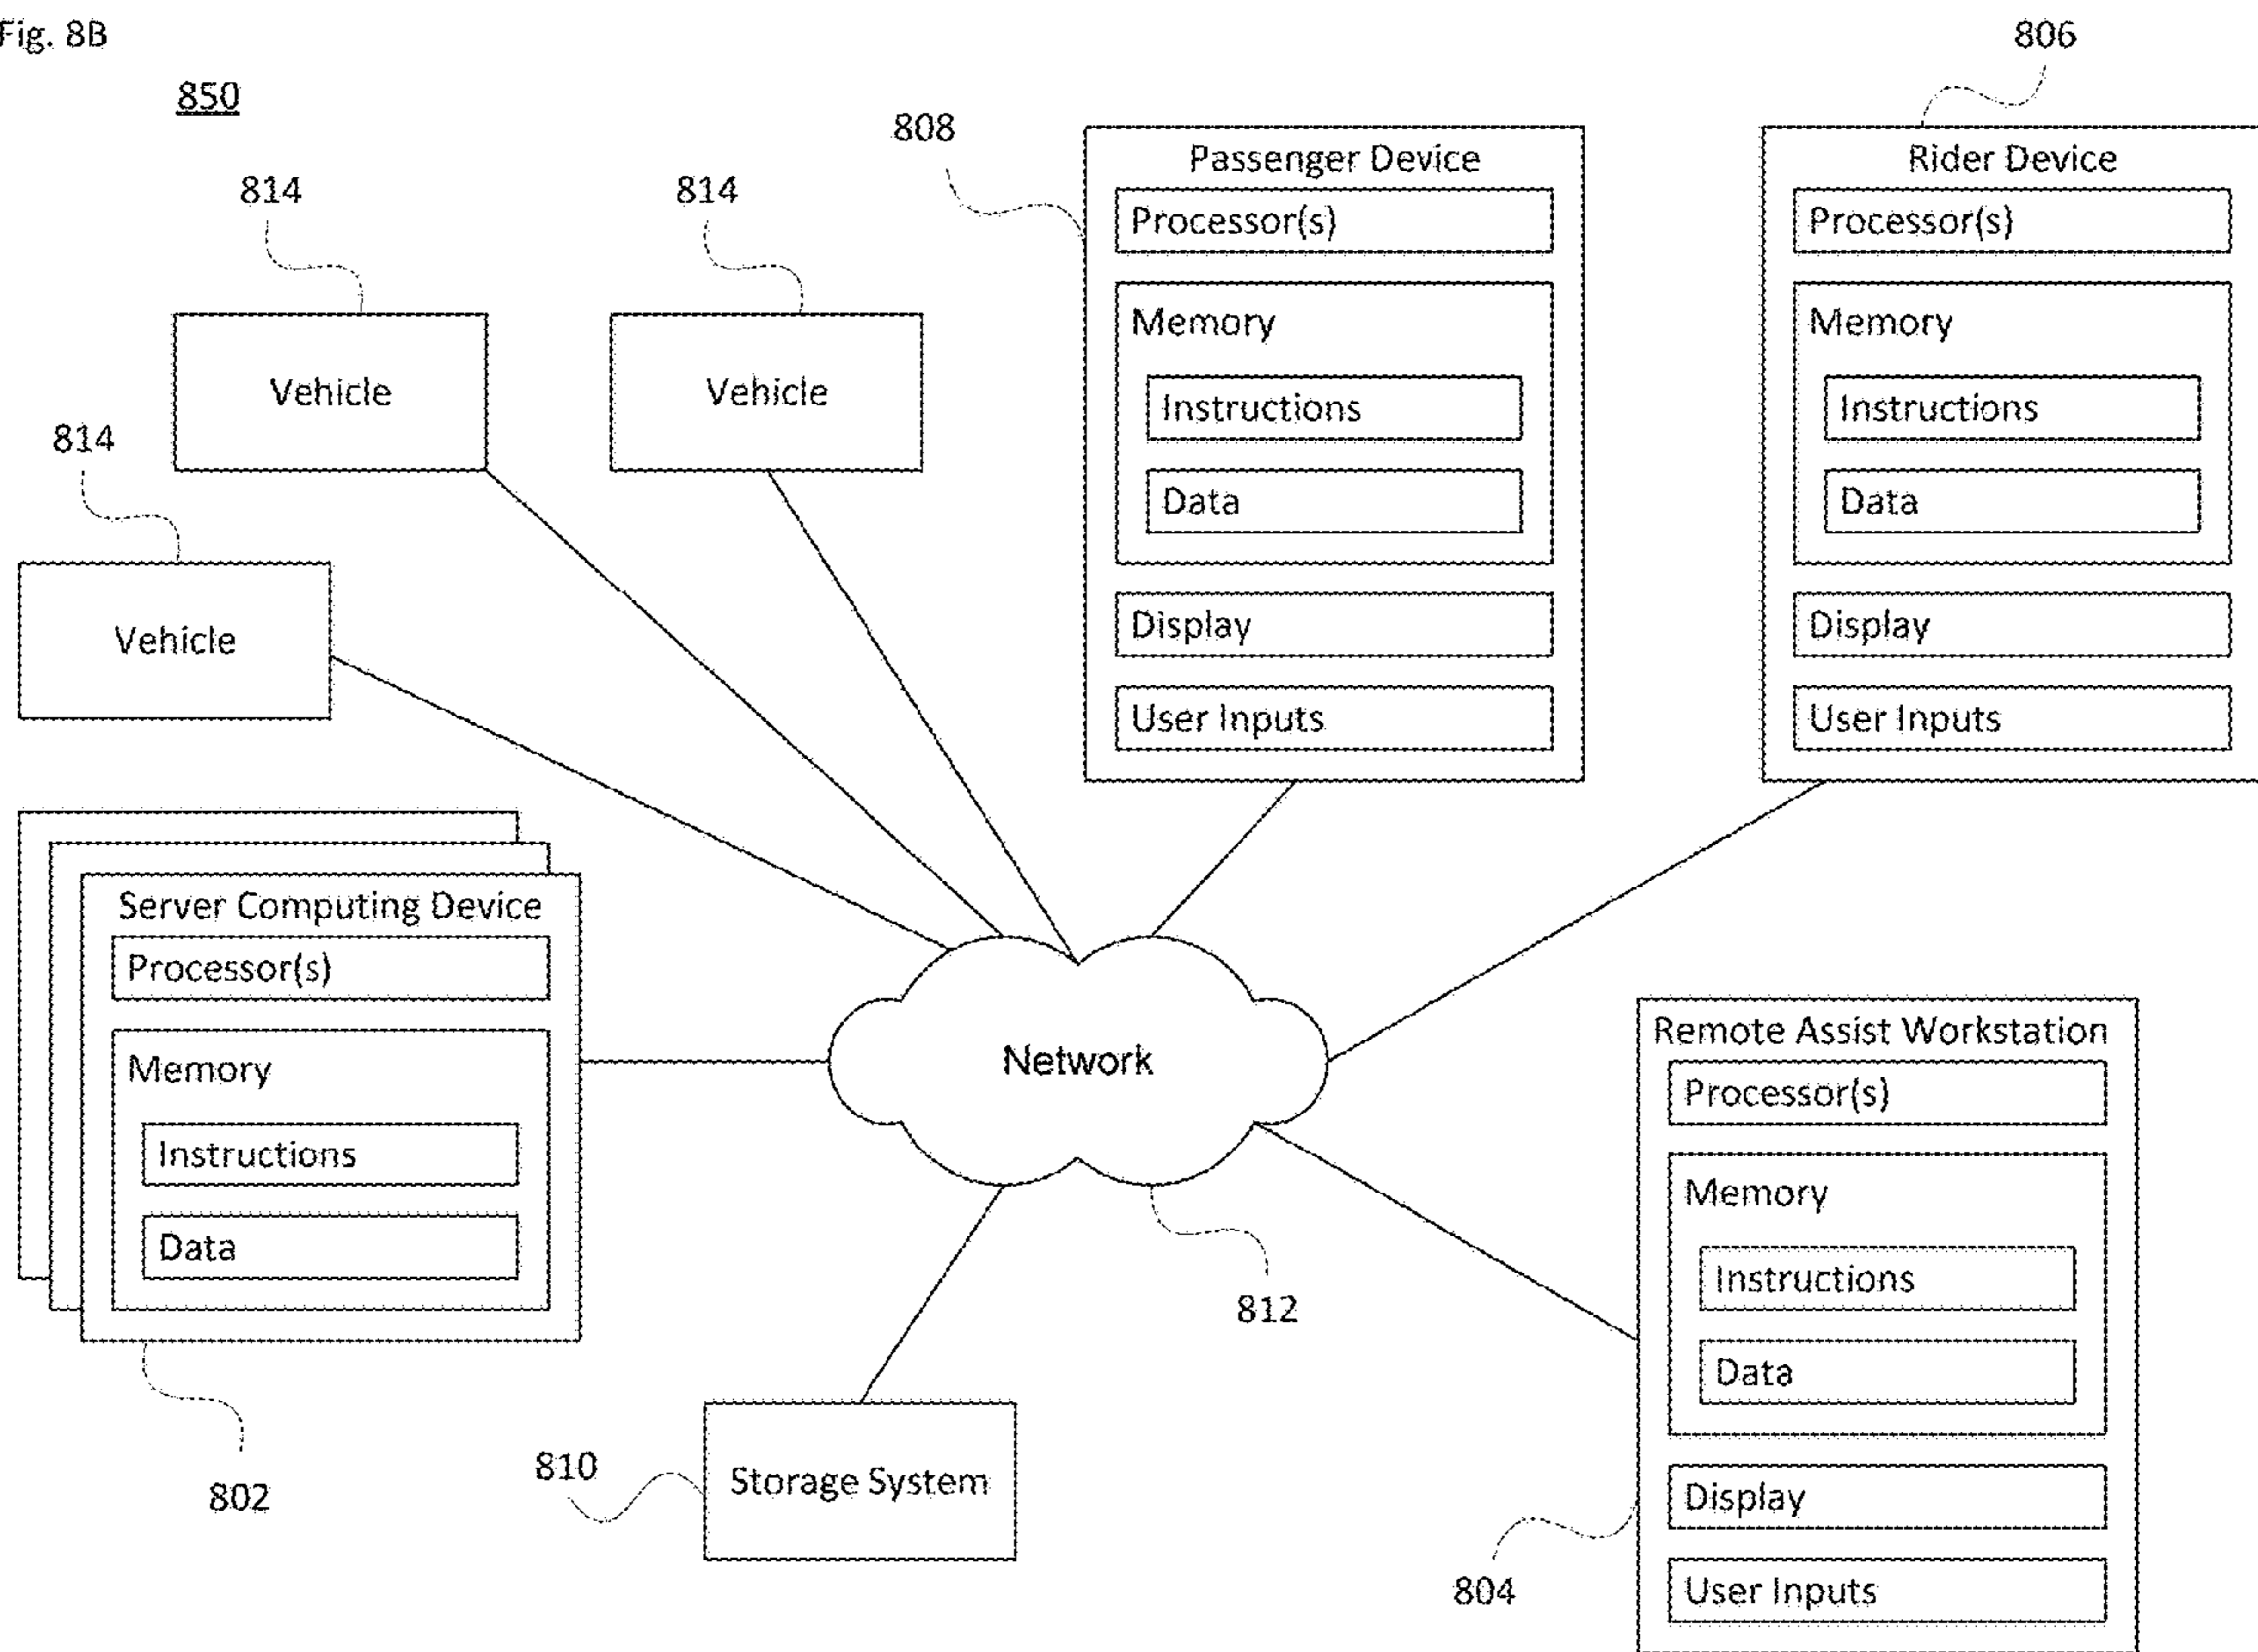 Fig. 8B
850
806
808
Passenger Device
Processor(s)
Memory
Instructions
Data
Display
User Inputs
Rider Device
Processor(s)
Memory
Instructions
Data
Display
User Inputs
814
Vehicle
814
Vehicle
814
Vehicle
Server Computing Device
Processor(s)
Memory
Instructions
Data
802
Network
812
810
Storage System
Remote Assist Workstation
Processor(s)
Memory
Instructions
Data
Display
User Inputs
804